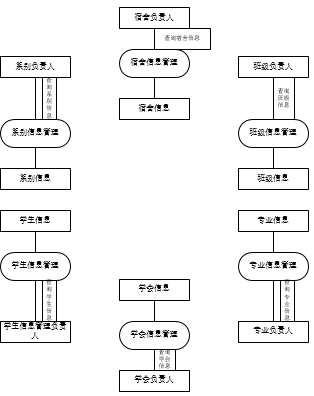 宿舍负责人
查询宿舍信息
宿舍信息管理
宿舍信息
系别负责人
查询系别信息
系别信息管理
系别信息
班级负责人
查询
班级
信息
班级信息管理
班级信息
学生信息
学生信息管理
查询学生信息
学生信息管理负责
人
专业信息
专业信息管理
查询专业信息
专业负责人
学会信息
学会信息管理
查询
学会
信息
学会负责人